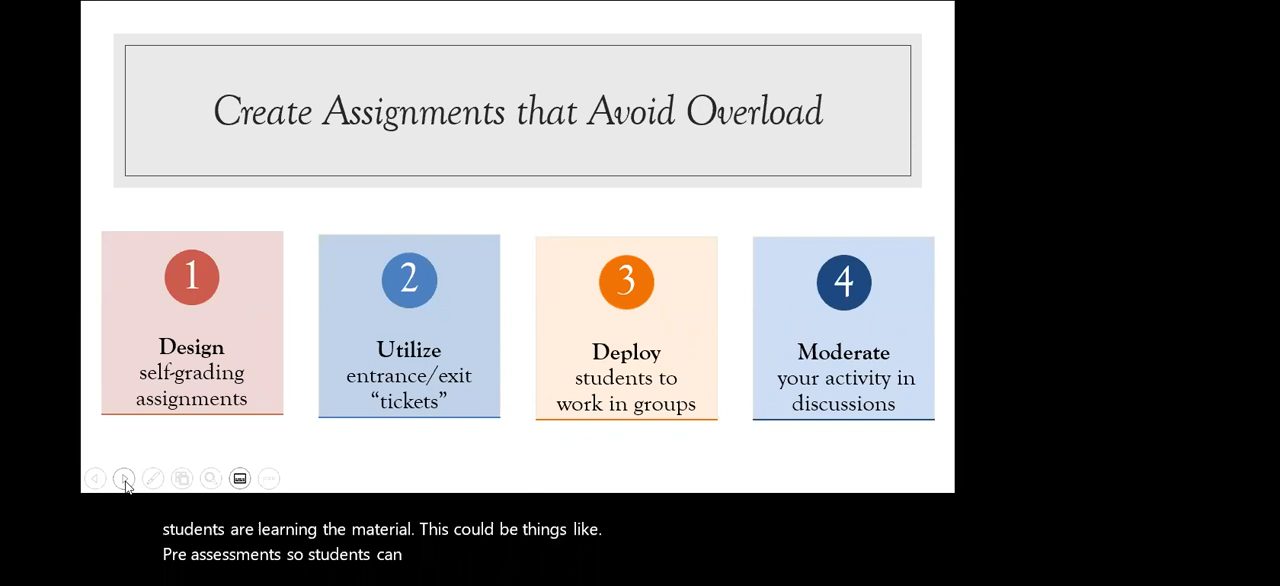 Create Assignments that Avoid Overload
1
Design
self-grading
assignments
2
Utilize
entrance/exit
“tickets”
3
Deploy
students to
work in groups
4
Moderate
your activity in
discussions
students are learning the material. This could be things like.
Pre assessments so students can